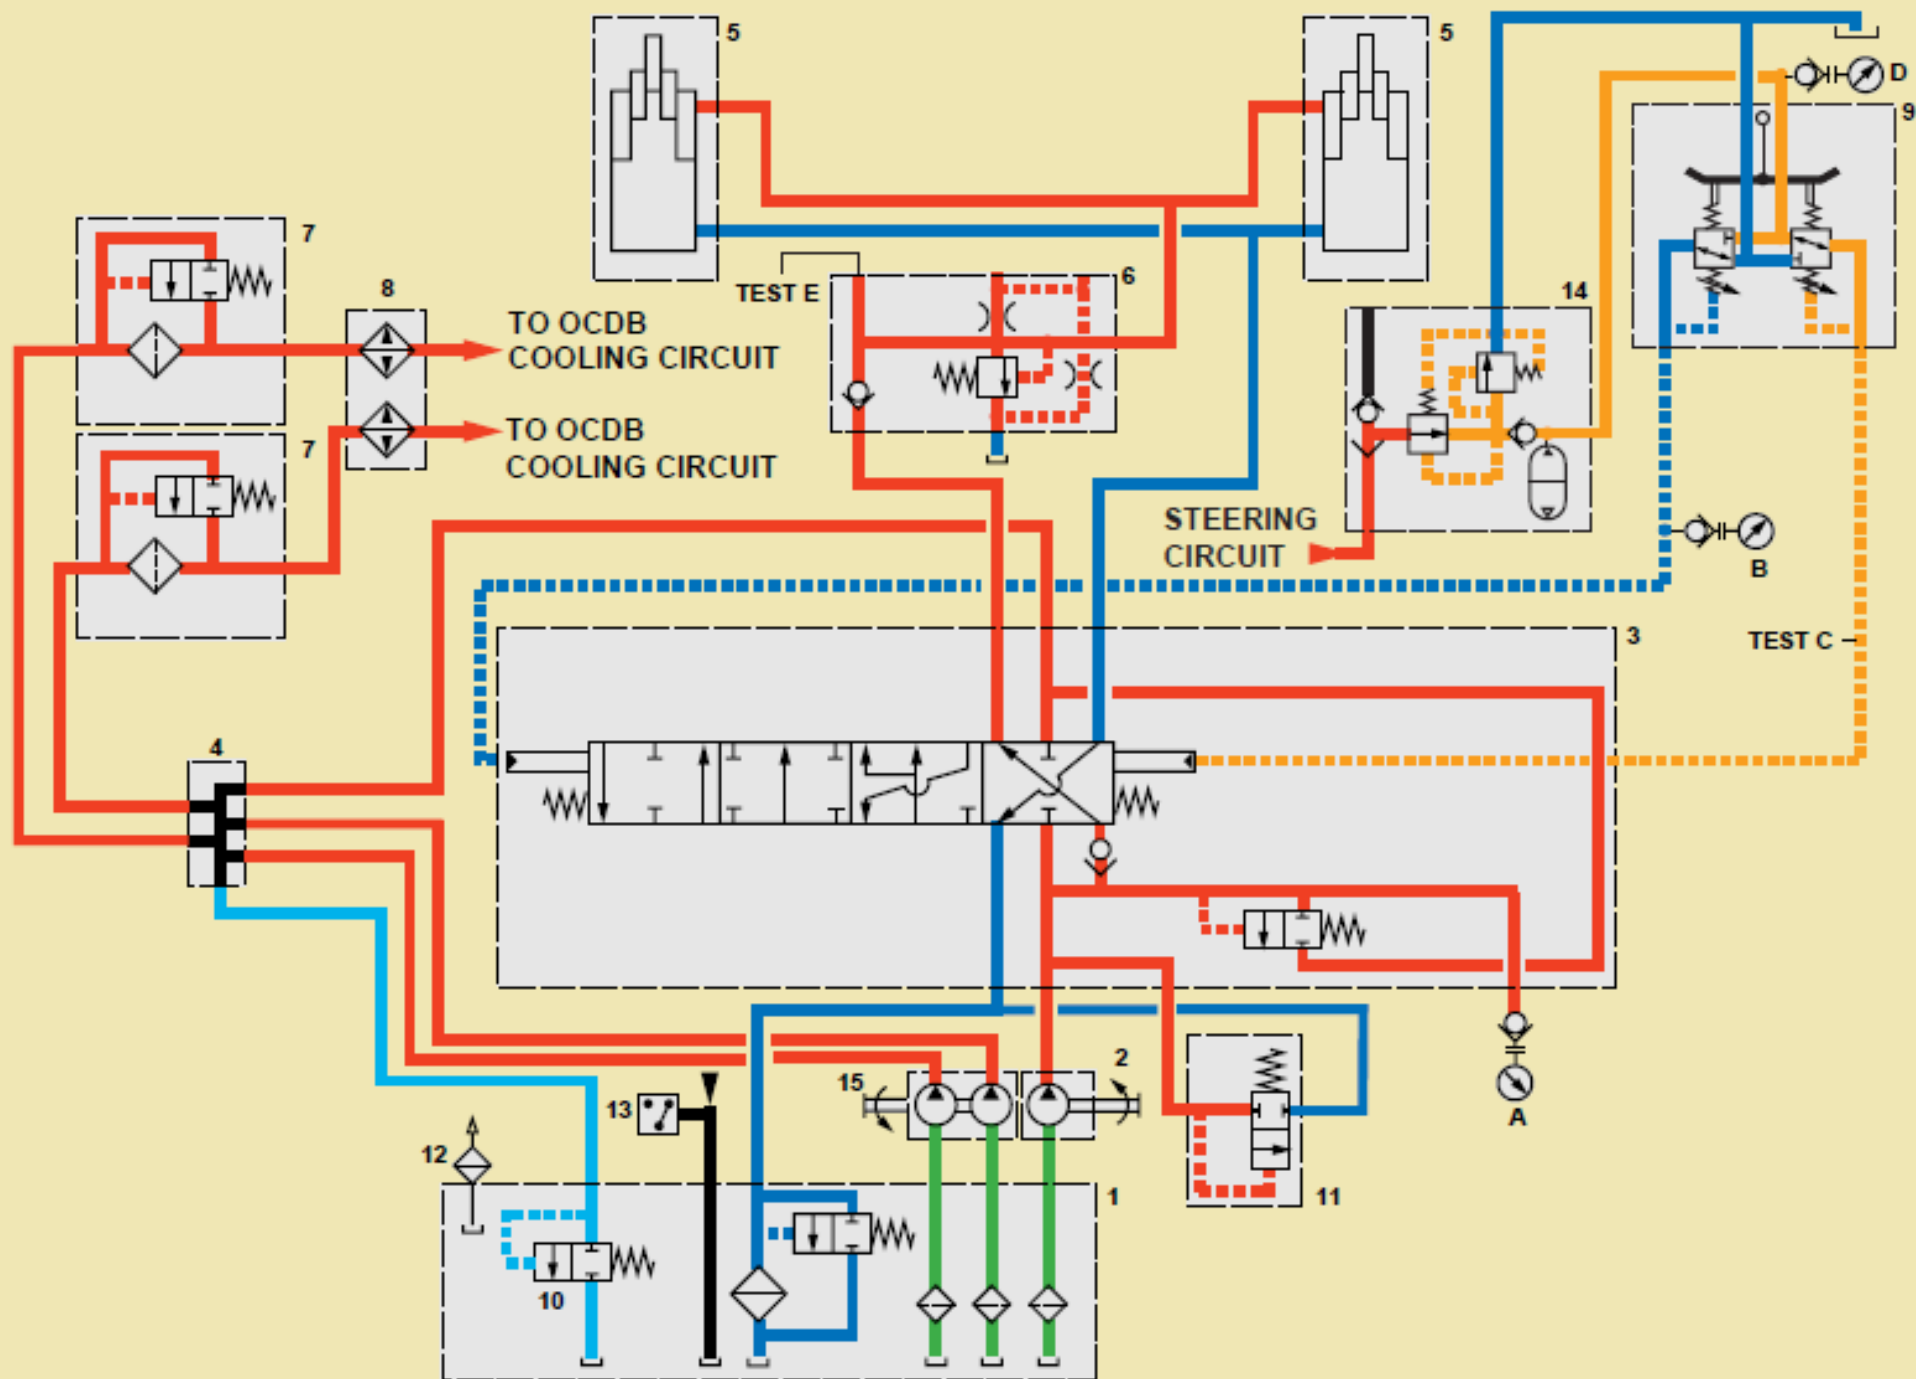 5
5
D
9
7
8
TEST E
6
14
TO OCDB
COOLING CIRCUIT
TO OCDB
COOLING CIRCUIT
7
STEERING
CIRCUIT
B
3
TEST C
4
2
15
13
A
12
1
11
10